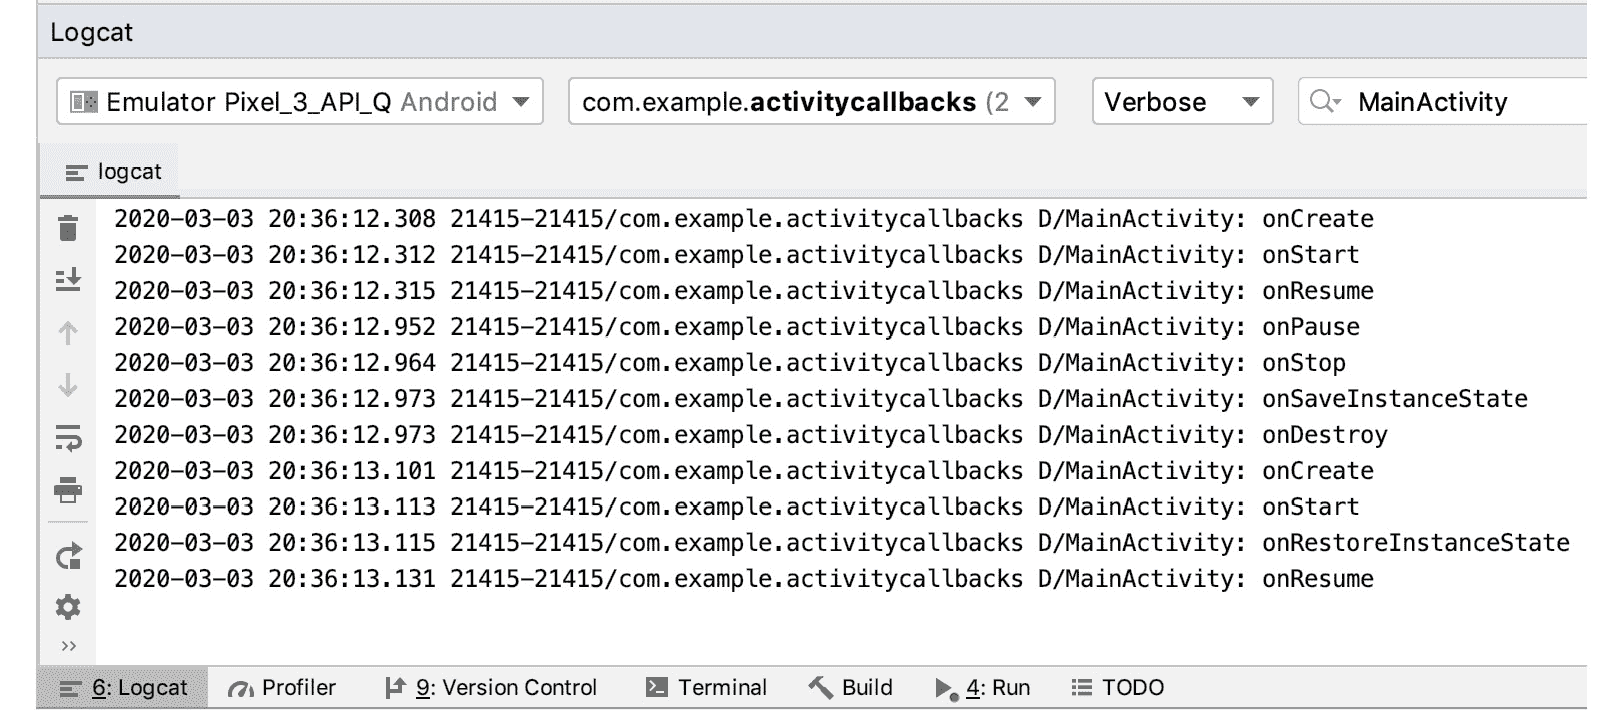 Logcat
Emulator Pixel_3_API_Q Android com.example.activitycallbacks (2 Verbose MainActivity
logcat
2020-03-03 20:36:12.308 21415-21415/com.example.activitycallbacks D/MainActivity: onCreate
2020-03-03 20:36:12.312 21415-21415/com.example.activitycallbacks D/MainActivity: onStart
2020-03-03 20:36:12.315 21415-21415/com.example.activitycallbacks D/MainActivity: onResume
2020-03-03 20:36:12.952 21415-21415/com.example.activitycallbacks D/MainActivity: onPause
2020-03-03 20:36:12.964 21415-21415/com.example.activitycallbacks D/MainActivity: onStop
2020-03-03 20:36:12.973 21415-21415/com.example.activitycallbacks D/MainActivity: onSaveInstanceState
2020-03-03 20:36:12.973 21415-21415/com.example.activitycallbacks D/MainActivity: onDestroy
2020-03-03 20:36:13.101 21415-21415/com.example.activitycallbacks D/MainActivity: onCreate
2020-03-03 20:36:13.113 21415-21415/com.example.activitycallbacks D/MainActivity: onStart
2020-03-03 20:36:13.115 21415-21415/com.example.activitycallbacks D/MainActivity: onRestoreInstanceState
2020-03-03 20:36:13.131 21415-21415/com.example.activitycallbacks D/MainActivity: onResume
6: Logcat Profiler 9: Version Control Terminal Build 4: Run TODO